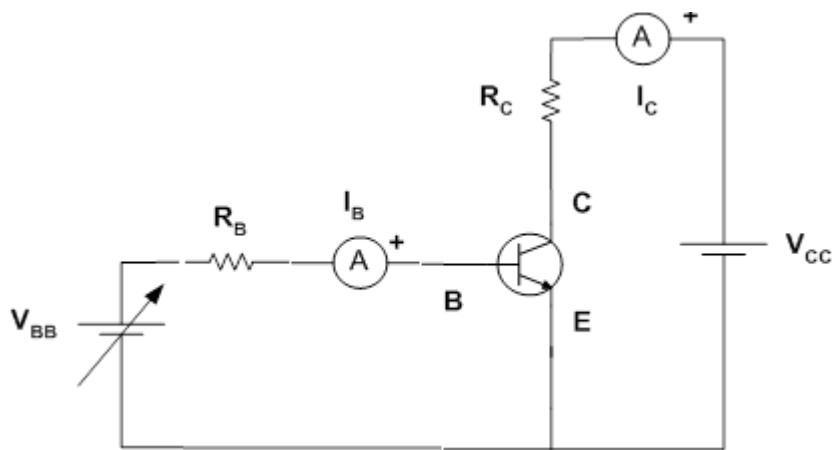 A +
R_C
I_C
C
R_B
I_B
A +
V_CC
B
E
V_BB